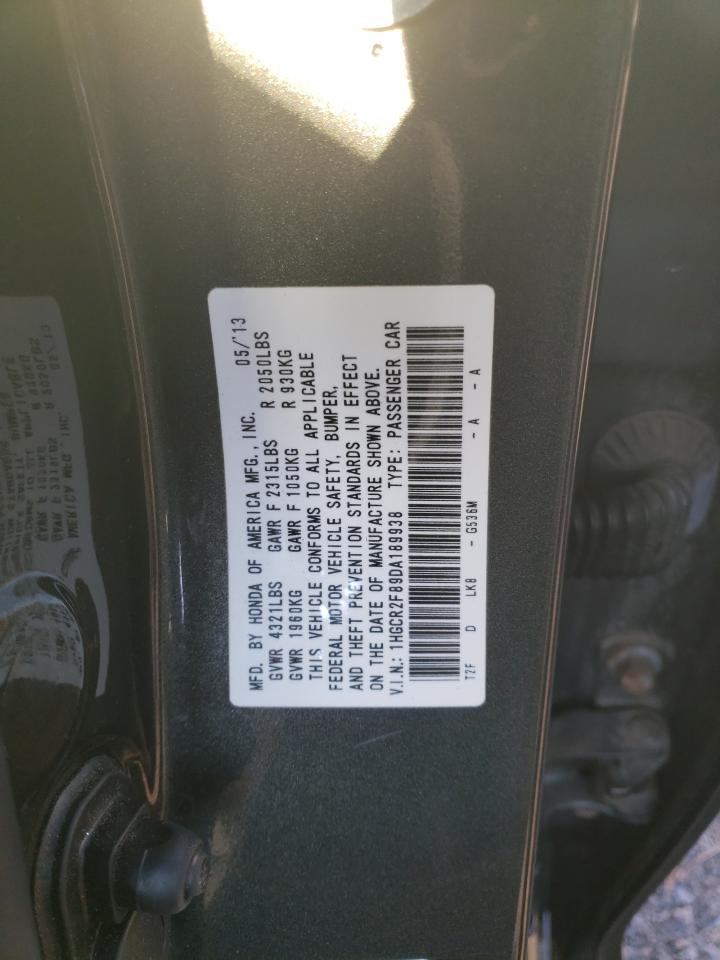 MFD. BY HONDA OF AMERICA MFG., INC. 05/'13
GVWR 4321LBS GAWR F 2315LBS R 2050LBS
GVWR 1960KG GAWR F 1050KG R 930KG
THIS VEHICLE CONFORMS TO ALL APPLICABLE
FEDERAL MOTOR VEHICLE SAFETY, BUMPER,
AND THEFT PREVENTION STANDARDS IN EFFECT
ON THE DATE OF MANUFACTURE SHOWN ABOVE.
V.I.N.: 1HGCR2F89DA189938 TYPE: PASSENGER CAR
T2F D LK8 - G536M - A - A